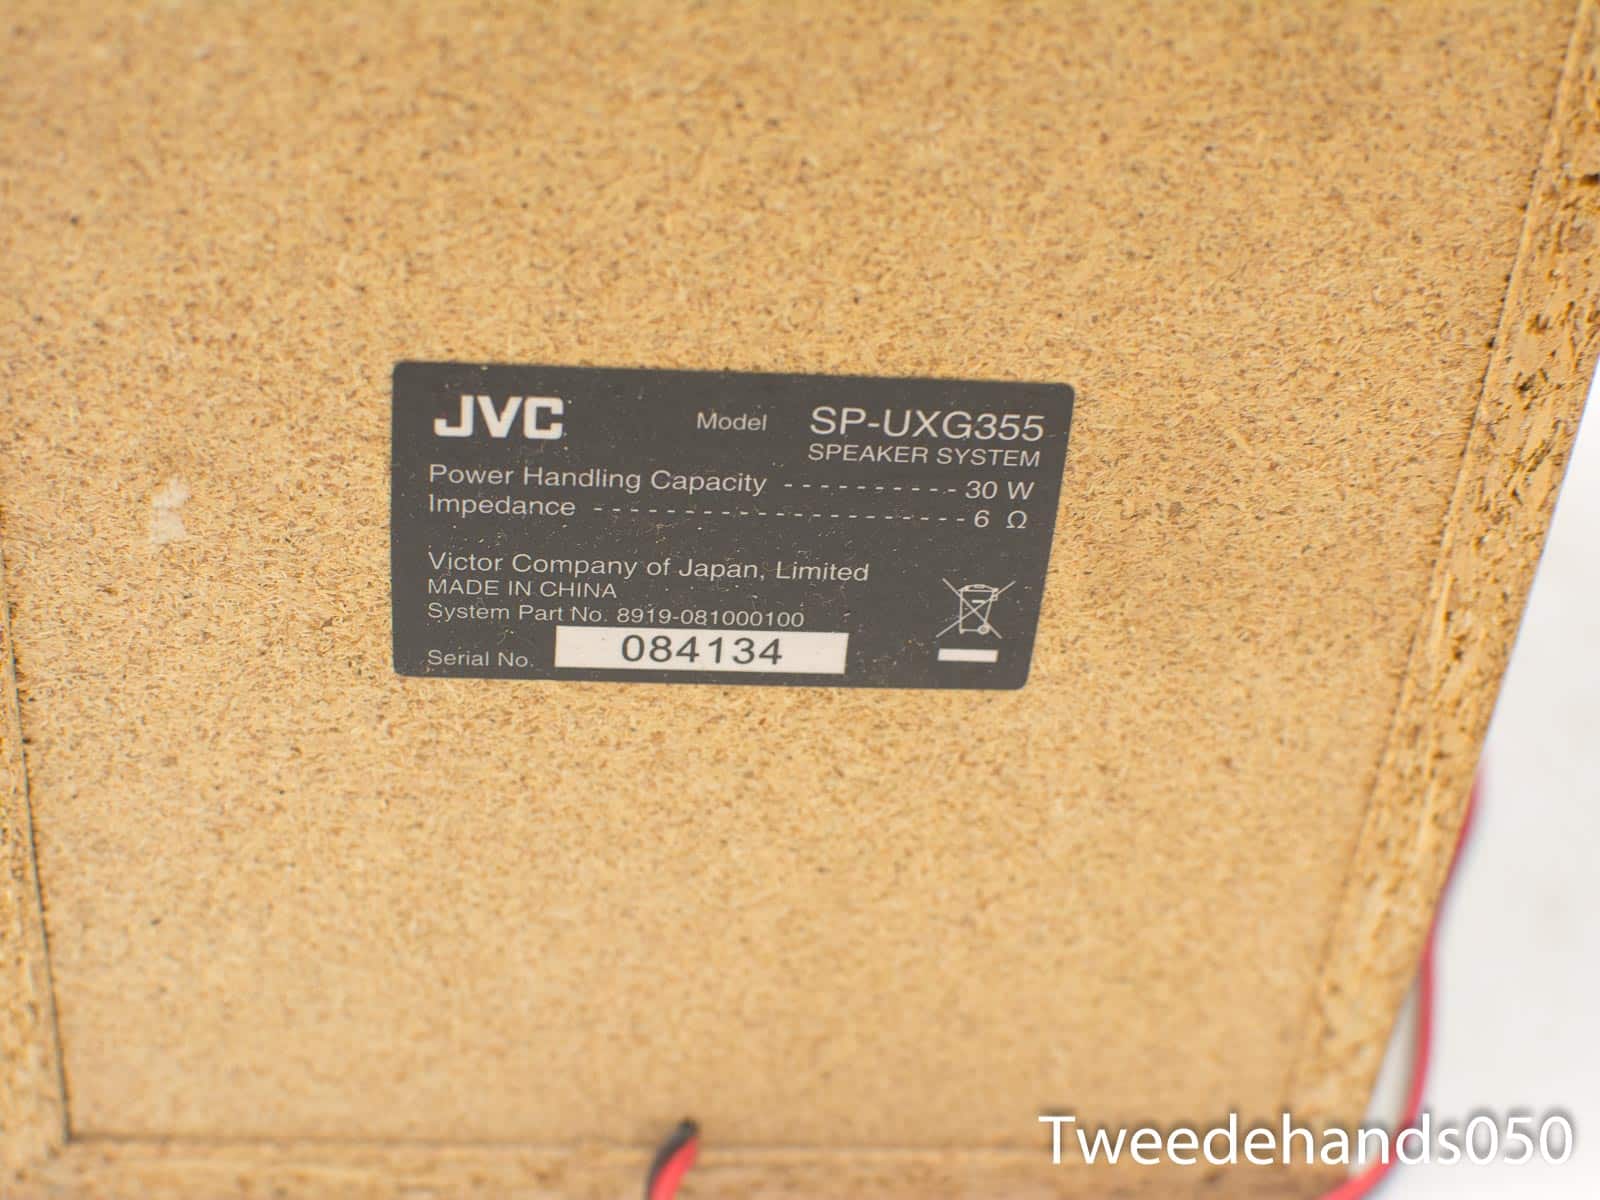 JVC Model SP-UXG355
SPEAKER SYSTEM
Power Handling Capacity ---------- 30 W
Impedance --------------------- 6 Ω
Victor Company of Japan, Limited
MADE IN CHINA
System Part No. 8919-081000100
Serial No. 084134
Tweedehands050